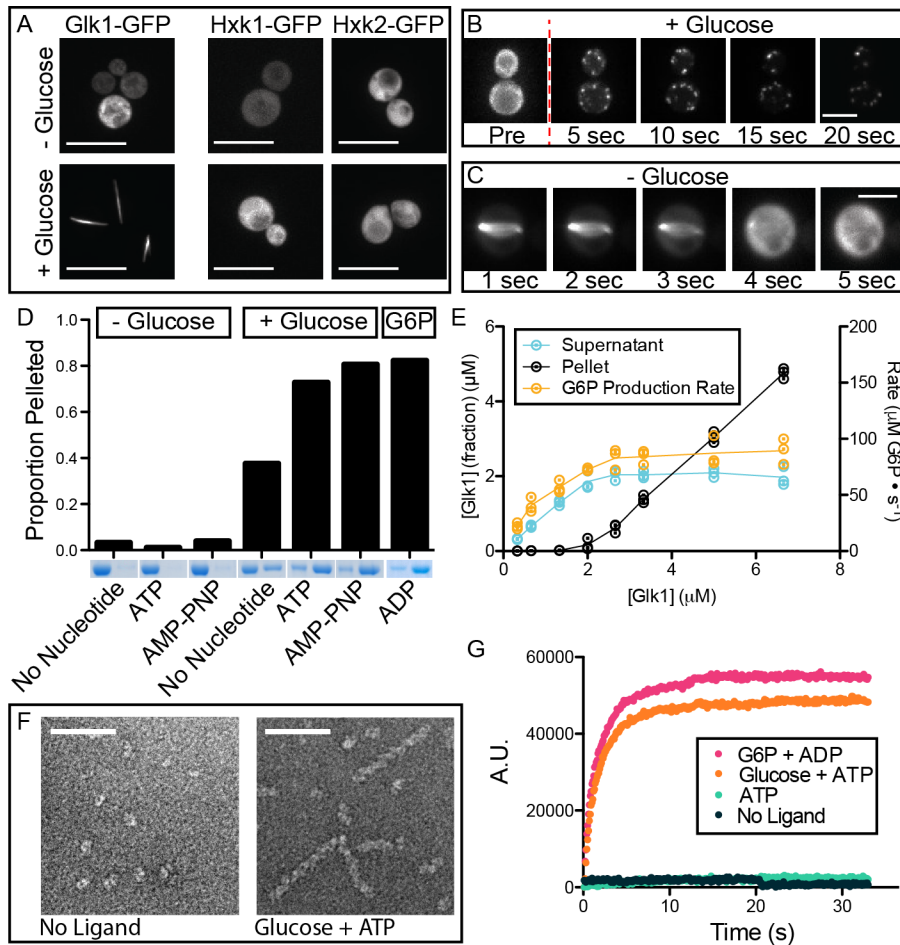 A
Glk1-GFP
Hxk1-GFP
Hxk2-GFP
- Glucose
+ Glucose
B
+ Glucose
Pre
5 sec
10 sec
15 sec
20 sec
C
- Glucose
1 sec
2 sec
3 sec
4 sec
5 sec
D
- Glucose
+ Glucose
G6P
Proportion Pelleted
1.0
0.8
0.6
0.4
0.2
0.0
No Nucleotide
ATP
AMP-PNP
No Nucleotide
ATP
AMP-PNP
ADP
E
Supernatant
Pellet
G6P Production Rate
[Glk1] (fraction) (μM)
6
4
2
0
0
2
4
6
8
[Glk1] (μM)
200
150
100
50
0
Rate (μM G6P • s⁻¹)
F
No Ligand
Glucose + ATP
G
A.U.
60000
40000
20000
0
0
10
20
30
Time (s)
G6P + ADP
Glucose + ATP
ATP
No Ligand